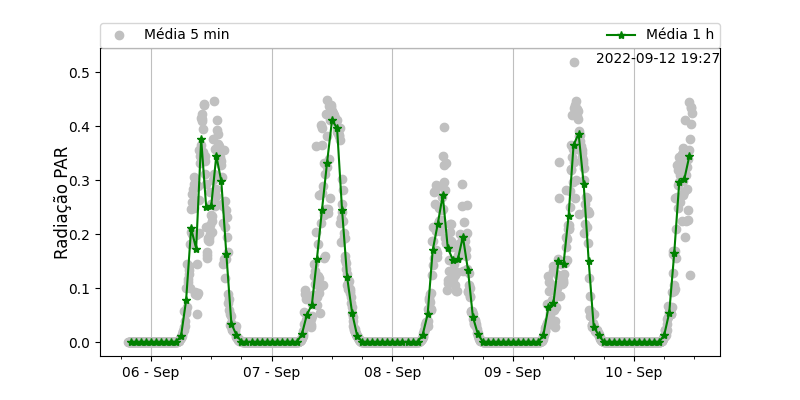 Média 5 min
Média 1 h
2022-09-12 19:27
Radiação PAR
0.5
0.4
0.3
0.2
0.1
0.0
06 - Sep
07 - Sep
08 - Sep
09 - Sep
10 - Sep